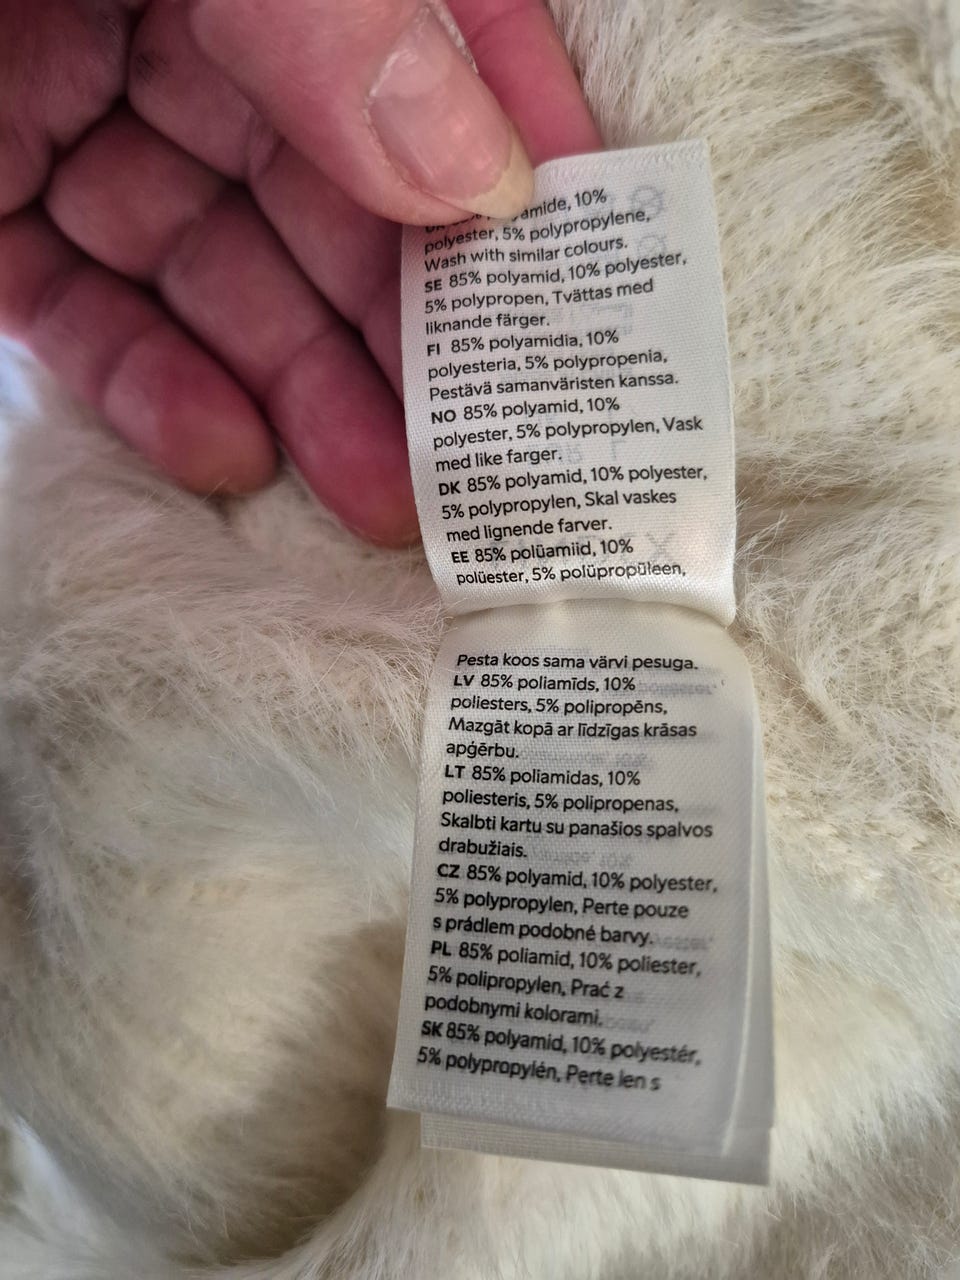 polyester, 5% polypropylene,
Wash with similar colours.
SE 85% polyamid, 10% polyester,
5% polypropen, Tvättas med
liknande färger.
FI 85% polyamidia, 10%
polyesteria, 5% polypropenia,
Pestävä samanväristen kanssa.
NO 85% polyamid, 10%
polyester, 5% polypropylen, Vask
med like farger.
DK 85% polyamid, 10% polyester,
5% polypropylen, Skal vaskes
med lignende farver.
EE 85% polüamiid, 10%
polüester, 5% polüpropüleen,
Pesta koos sama värvi pesuga.
LV 85% poliamīds, 10%
poliesters, 5% polipropēns,
Mazgāt kopā ar līdzīgas krāsas
apģērbu.
LT 85% poliamidas, 10%
poliesteris, 5% polipropenas,
Skalbti kartu su panašios spalvos
drabužiais.
CZ 85% polyamid, 10% polyester,
5% polypropylen, Perte pouze
s prádlem podobné barvy.
PL 85% poliamid, 10% poliester,
5% polipropylen, Prać z
podobnymi kolorami.
SK 85% polyamid, 10% polyestér,
5% polypropylén, Perte len s